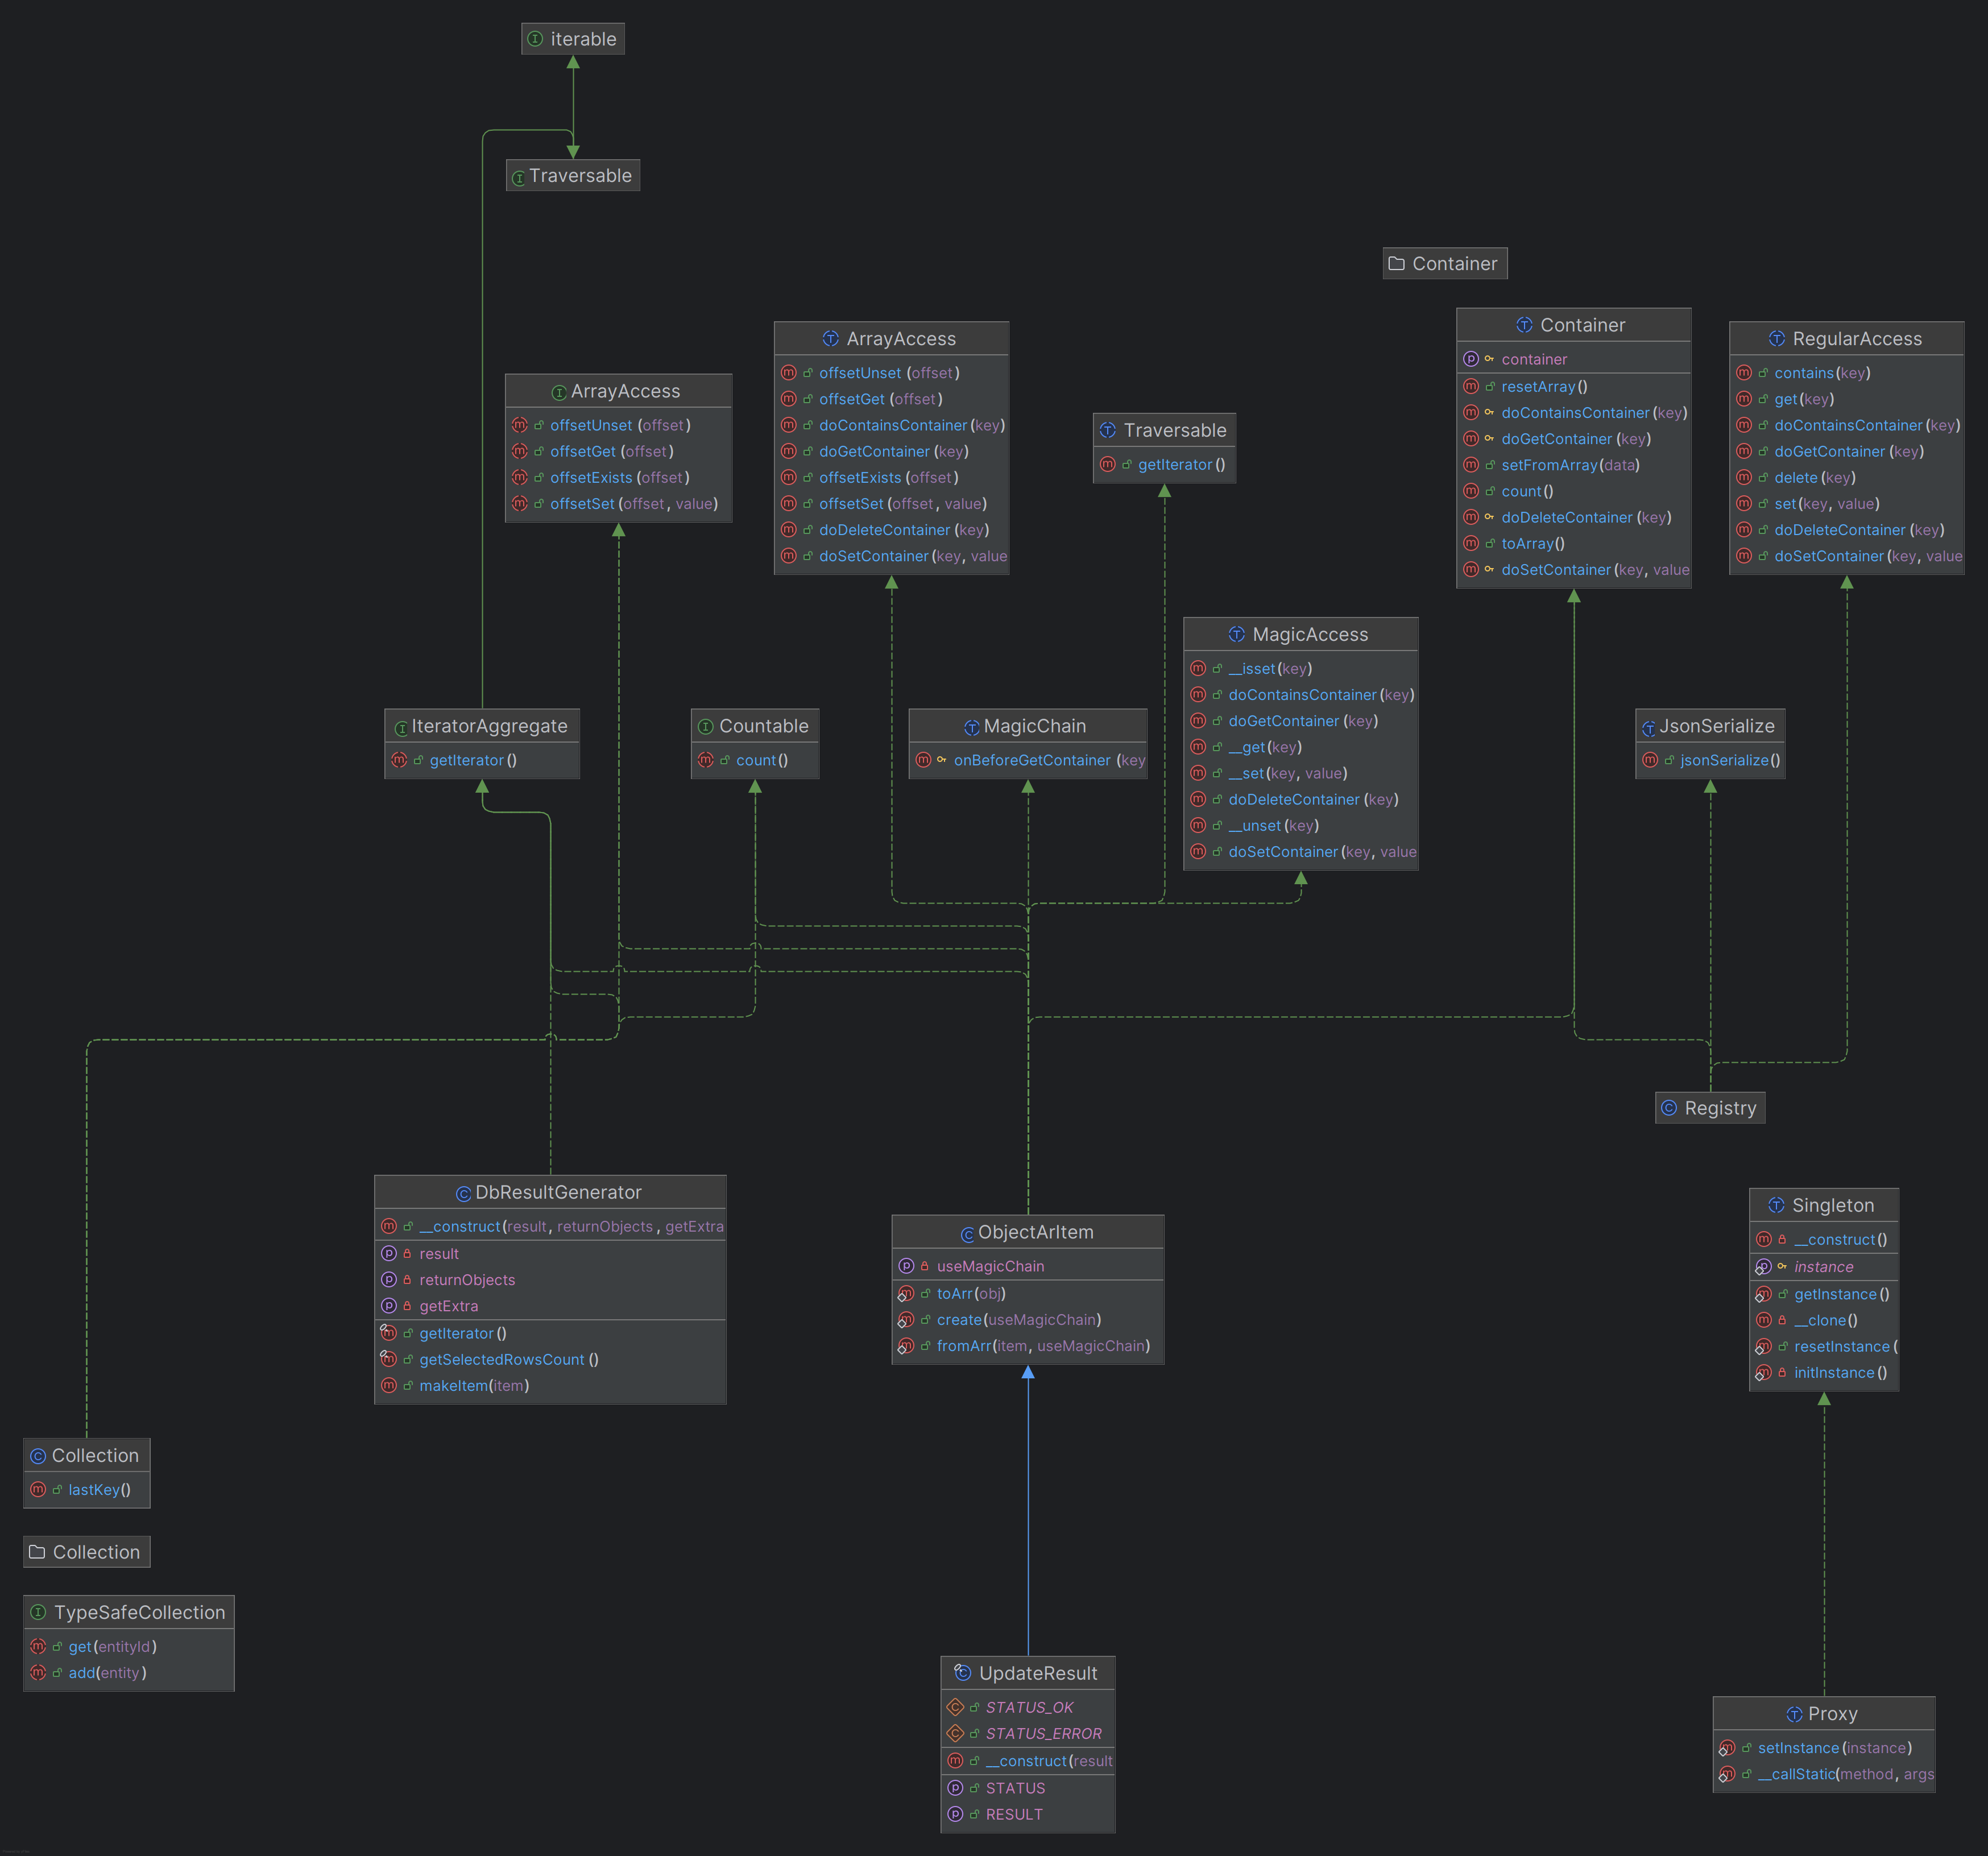 iterable
Traversable
Container
ArrayAccess
offsetUnset(offset)
offsetGet(offset)
offsetExists(offset)
offsetSet(offset, value)
ArrayAccess
offsetUnset(offset)
offsetGet(offset)
doContainsContainer(key)
doGetContainer(key)
offsetExists(offset)
offsetSet(offset, value)
doDeleteContainer(key)
doSetContainer(key, value
Traversable
getIterator()
Container
container
resetArray()
doContainsContainer(key)
doGetContainer(key)
setFromArray(data)
count()
doDeleteContainer(key)
toArray()
doSetContainer(key, value
RegularAccess
contains(key)
get(key)
doContainsContainer(key)
doGetContainer(key)
delete(key)
set(key, value)
doDeleteContainer(key)
doSetContainer(key, value
MagicAccess
__isset(key)
doContainsContainer(key)
doGetContainer(key)
__get(key)
__set(key, value)
doDeleteContainer(key)
__unset(key)
doSetContainer(key, value
IteratorAggregate
getIterator()
Countable
count()
MagicChain
onBeforeGetContainer(key
JsonSerialize
jsonSerialize()
Registry
DbResultGenerator
__construct(result, returnObjects, getExtra
result
returnObjects
getExtra
getIterator()
getSelectedRowsCount()
makeItem(item)
ObjectArItem
useMagicChain
toArr(obj)
create(useMagicChain)
fromArr(item, useMagicChain)
Singleton
__construct()
instance
getInstance()
__clone()
resetInstance(
initInstance()
Collection
lastKey()
Collection
TypeSafeCollection
get(entityId)
add(entity)
UpdateResult
STATUS_OK
STATUS_ERROR
__construct(result
STATUS
RESULT
Proxy
setInstance(instance)
__callStatic(method, args